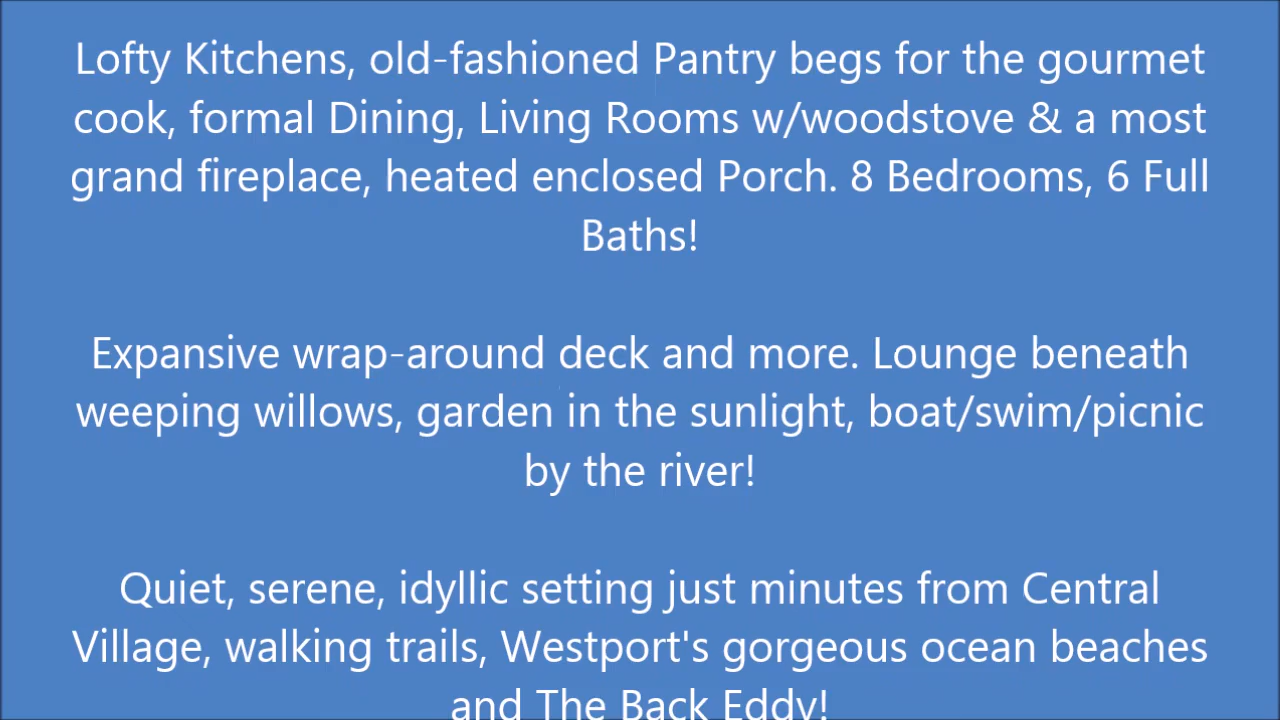 Lofty Kitchens, old-fashioned Pantry begs for the gourmet
cook, formal Dining, Living Rooms w/woodstove & a most
grand fireplace, heated enclosed Porch. 8 Bedrooms, 6 Full
Baths!
Expansive wrap-around deck and more. Lounge beneath
weeping willows, garden in the sunlight, boat/swim/picnic
by the river!
Quiet, serene, idyllic setting just minutes from Central
Village, walking trails, Westport's gorgeous ocean beaches
and The Back Eddy!